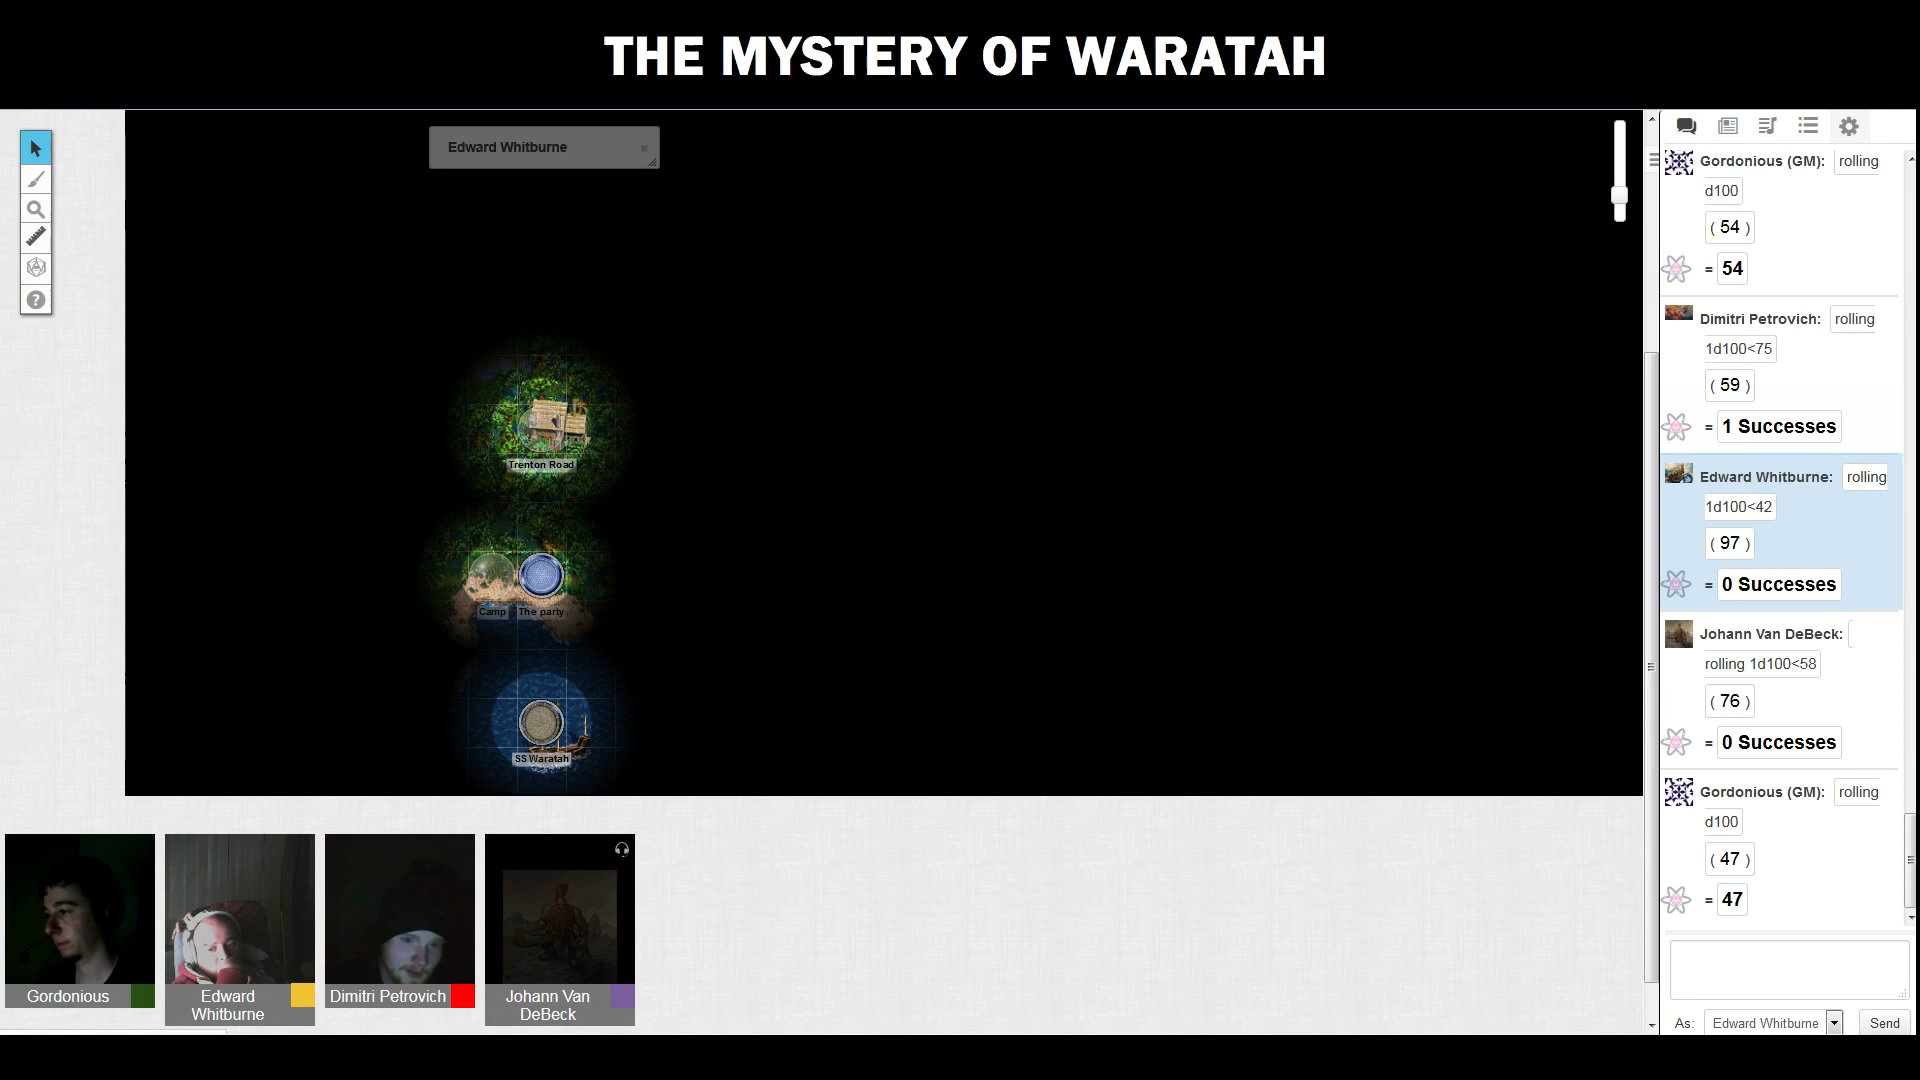 THE MYSTERY OF WARATAH
Edward Whitburne
Trenton Road
Camp
The party
SS Waratah
Gordonious (GM): rolling
d100
( 54 )
= 54
Dimitri Petrovich: rolling
1d100<75
( 59 )
= 1 Successes
Edward Whitburne: rolling
1d100<42
( 97 )
= 0 Successes
Johann Van DeBeck:
rolling 1d100<58
( 76 )
= 0 Successes
Gordonious (GM): rolling
d100
( 47 )
= 47
As: Edward Whitburne
Send
Gordonious
Edward
Whitburne
Dimitri Petrovich
Johann Van
DeBeck